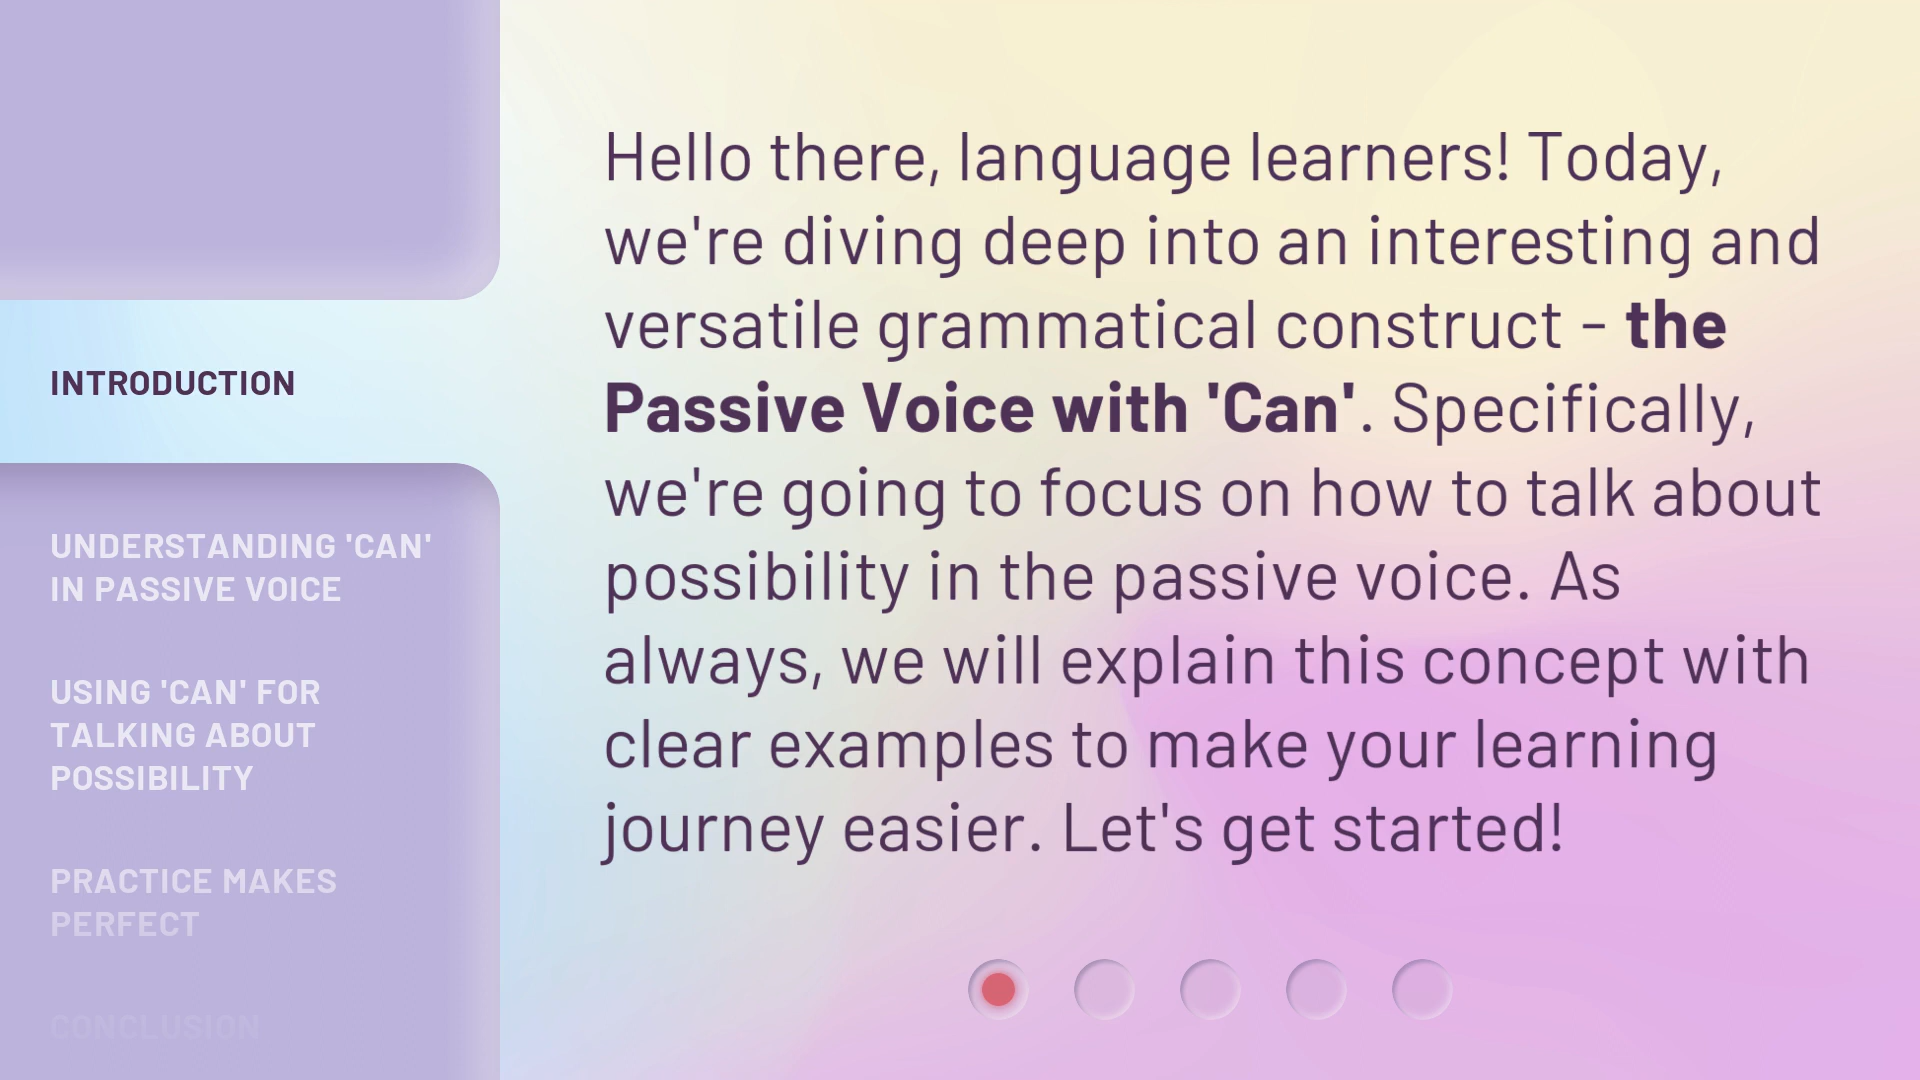 INTRODUCTION
UNDERSTANDING 'CAN'
IN PASSIVE VOICE
USING 'CAN' FOR
TALKING ABOUT
POSSIBILITY
PRACTICE MAKES
PERFECT
CONCLUSION
Hello there, language learners! Today,
we're diving deep into an interesting and
versatile grammatical construct - the
Passive Voice with 'Can'. Specifically,
we're going to focus on how to talk about
possibility in the passive voice. As
always, we will explain this concept with
clear examples to make your learning
journey easier. Let's get started!